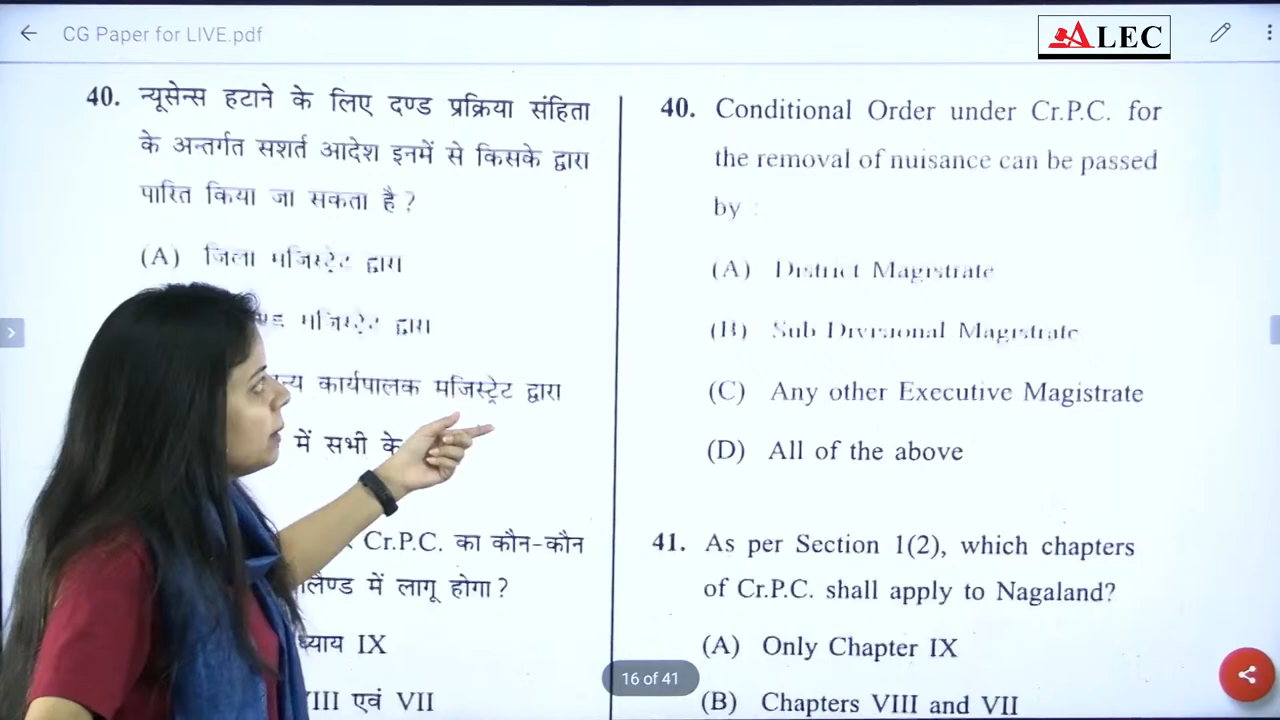 CG Paper for LIVE.pdf
ALEC
40. न्यूसेन्स हटाने के लिए दण्ड प्रक्रिया संहिता
के अन्तर्गत सशर्त आदेश इनमें से किसके द्वारा
पारित किया जा सकता है ?
(A) जिला मजिस्ट्रेट द्वारा
मजिस्ट्रेट द्वारा
कार्यपालक मजिस्ट्रेट द्वारा
में सभी के
Cr.P.C. का कौन-कौन
में लागू होगा ?
IX
एवं VII
40. Conditional Order under Cr.P.C. for
the removal of nuisance can be passed
by :
(A) District Magistrate
(B) Sub Divisional Magistrate
(C) Any other Executive Magistrate
(D) All of the above
41. As per Section 1(2), which chapters
of Cr.P.C. shall apply to Nagaland?
(A) Only Chapter IX
(B) Chapters VIII and VII
16 of 41